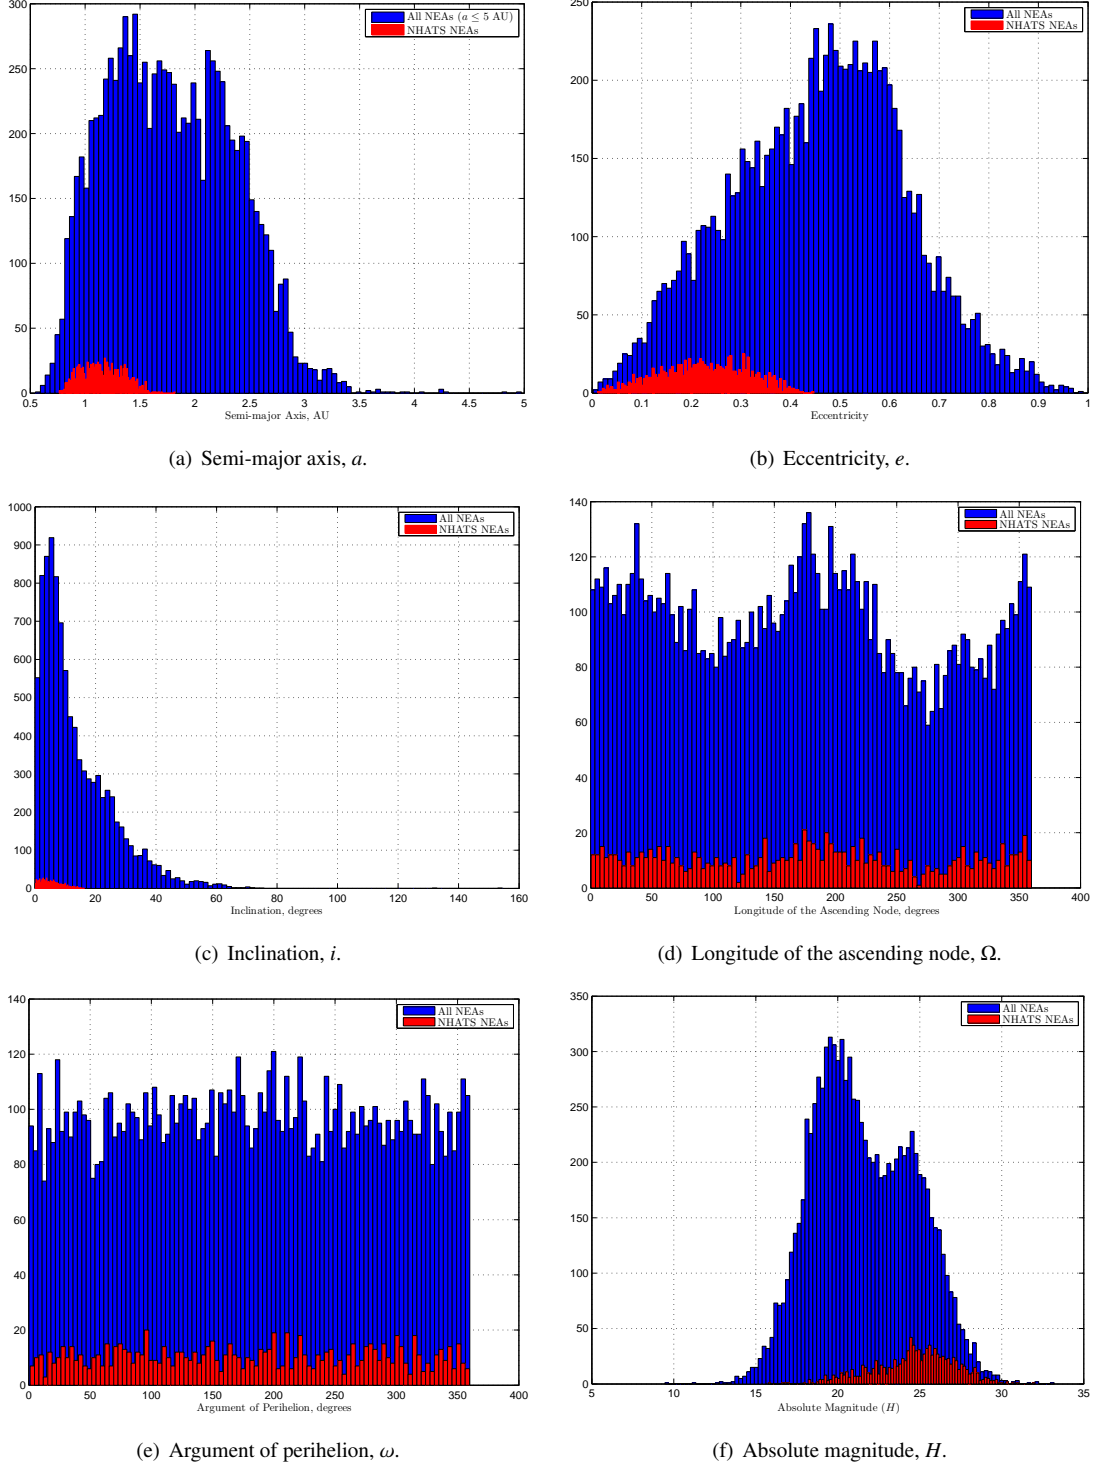 300
250
200
150
100
50
0
0.5 1 1.5 2 2.5 3 3.5 4 4.5 5
Semi-major Axis, AU
All NEAs (a ≤ 5 AU)
NHATS NEAs
(a) Semi-major axis, a.
250
200
150
100
50
0
0 0.1 0.2 0.3 0.4 0.5 0.6 0.7 0.8 0.9 1
Eccentricity
All NEAs
NHATS NEAs
(b) Eccentricity, e.
1000
900
800
700
600
500
400
300
200
100
0
0 20 40 60 80 100 120 140 160
Inclination, degrees
All NEAs
NHATS NEAs
(c) Inclination, i.
140
120
100
80
60
40
20
0
0 50 100 150 200 250 300 350 400
Longitude of the Ascending Node, degrees
All NEAs
NHATS NEAs
(d) Longitude of the ascending node, Ω.
140
120
100
80
60
40
20
0
0 50 100 150 200 250 300 350 400
Argument of Perihelion, degrees
All NEAs
NHATS NEAs
(e) Argument of perihelion, ω.
350
300
250
200
150
100
50
0
5 10 15 20 25 30 35
Absolute Magnitude (H)
All NEAs
NHATS NEAs
(f) Absolute magnitude, H.